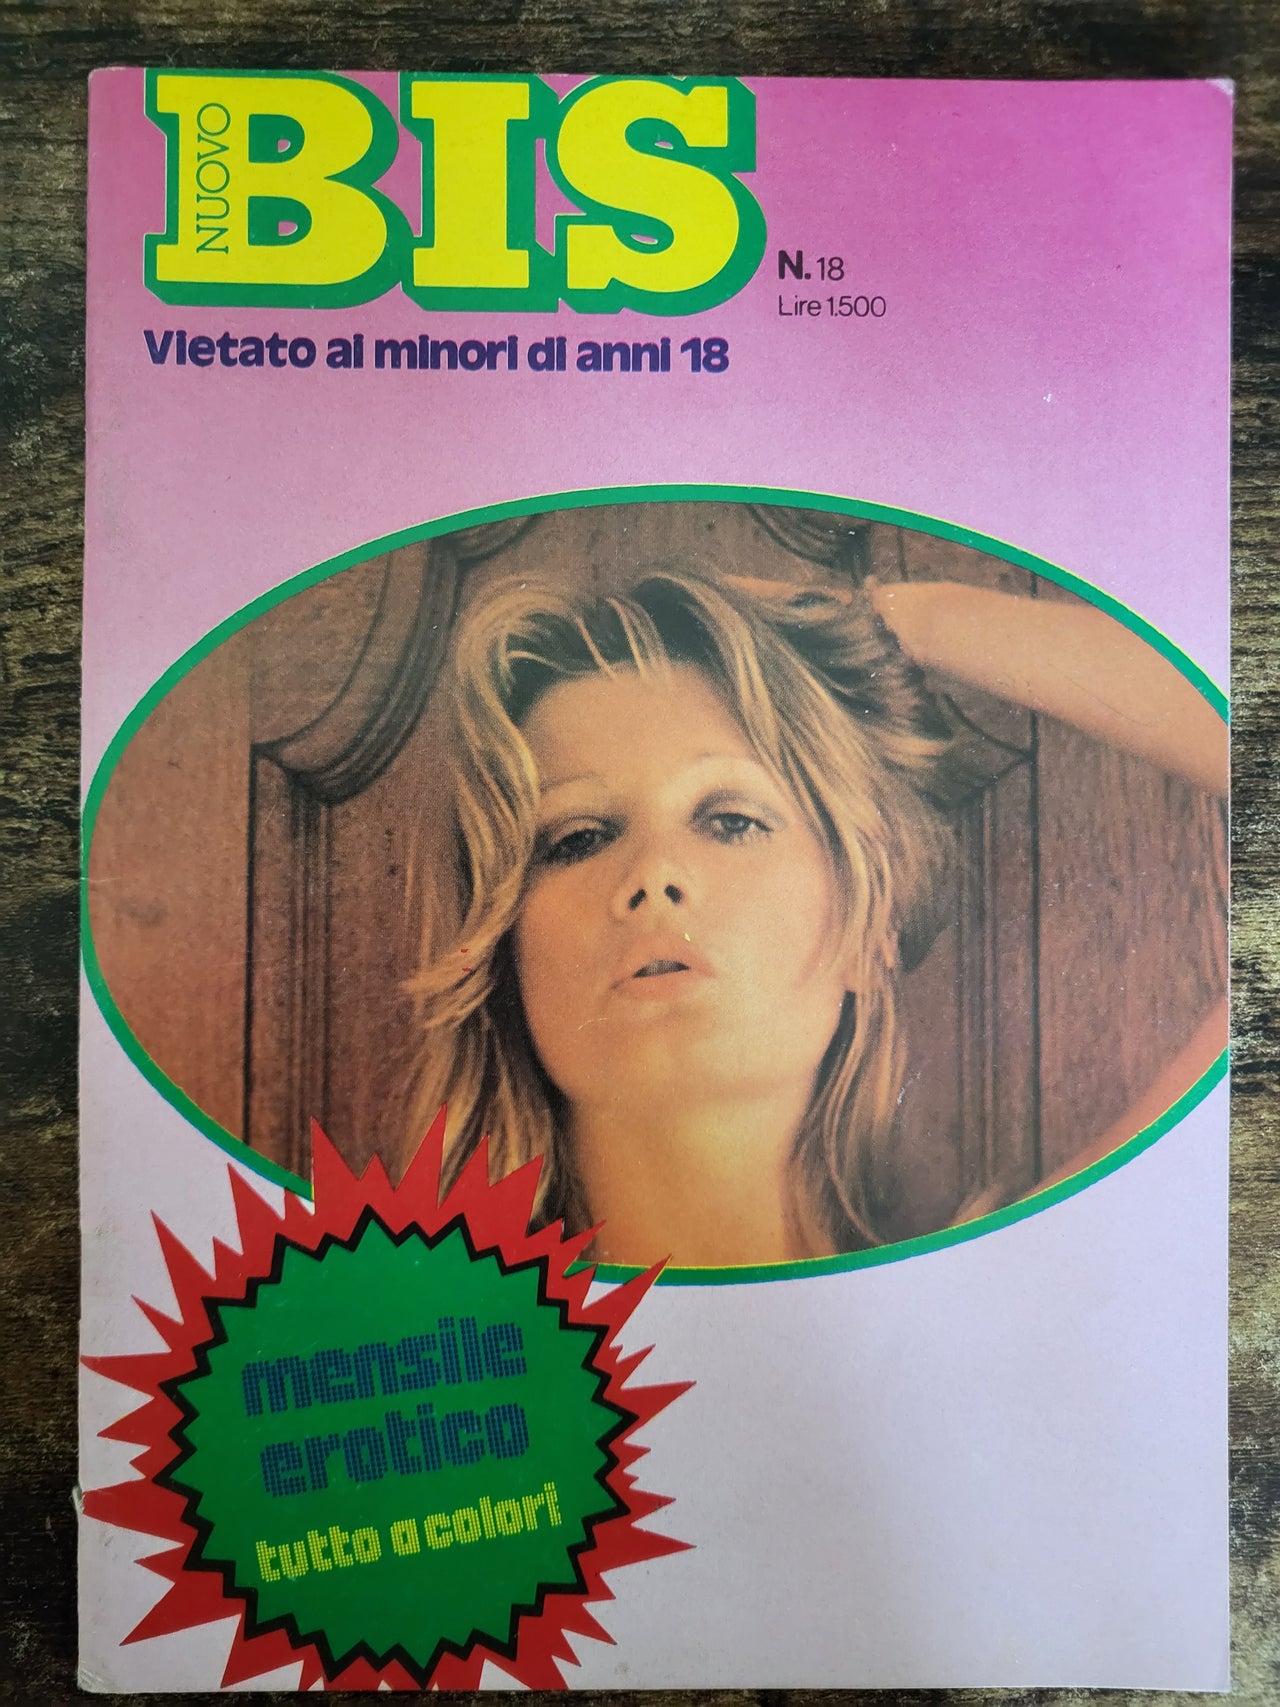 NUOVO
BIS
N. 18
Lire 1.500
Vietato ai minori di anni 18
mensile
erotico
tutto a colori